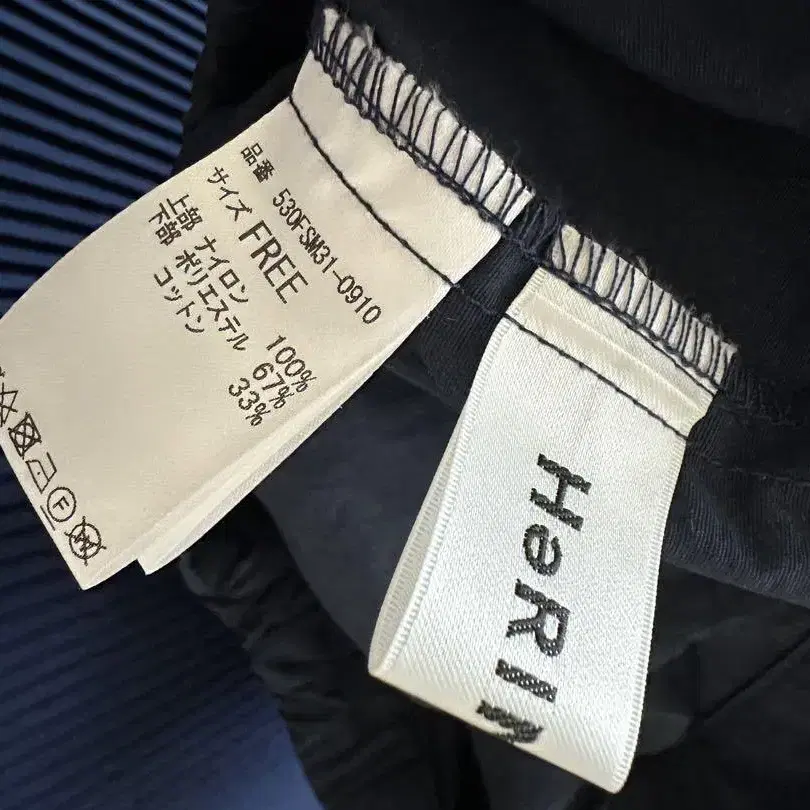 品番 530FSM31-0910
サイズ FREE
上部 ナイロン 100%
下部 ポリエステル 67%
コットン 33%
F